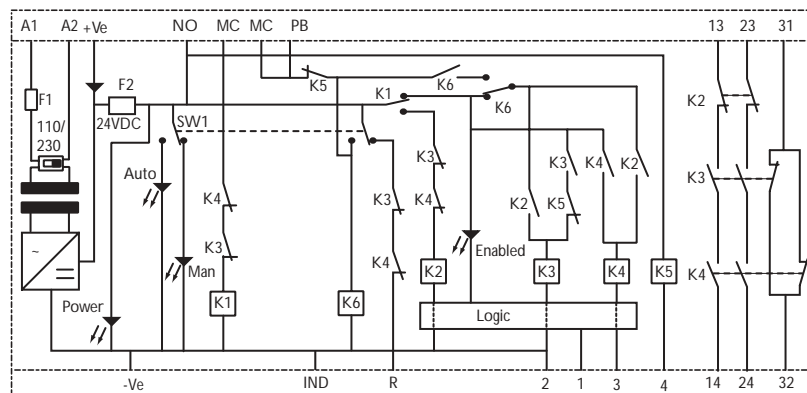 A1 A2 +Ve NO MC MC PB 13 23 31
F1
F2
24VDC
110/
230
SW1
K5
K6
K1
K6
K2
Auto
K4
K3
K3
K4
K3
K4
K2
K3
K5
K4
K2
K3
K4
Enabled
Man
Power
K1
K6
K2
K3
K4
K5
K4
Logic
-Ve IND R 2 1 3 4 14 24 32
~